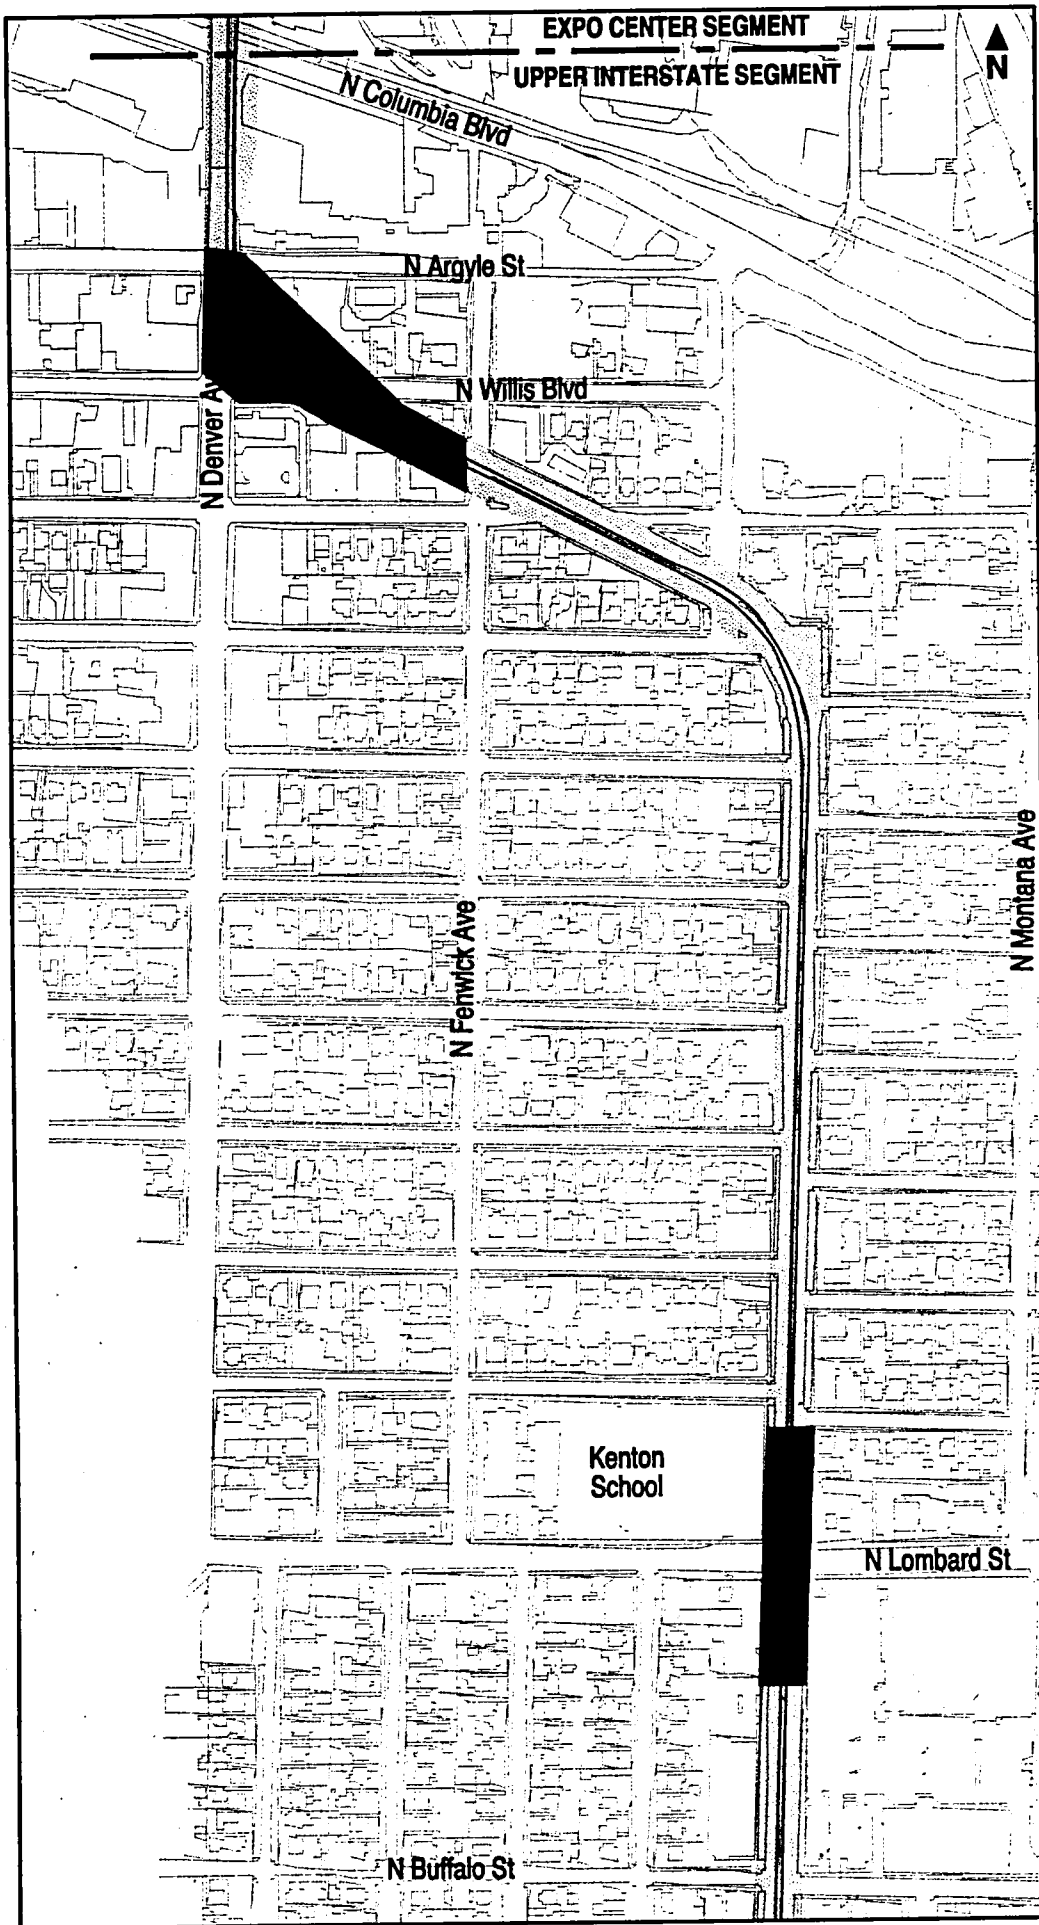 EXPO CENTER SEGMENT
N
UPPER INTERSTATE SEGMENT
N Columbia Blvd
N Argyle St
N Willis Blvd
N Denver Av
N Montana Ave
N Fenwick Ave
Kenton
School
N Lombard St
N Buffalo St